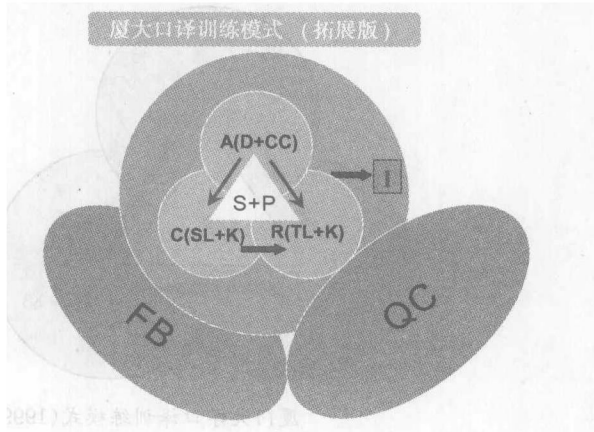 厦大口译训练模式（拓展版）
A(D+CC)
I
S+P
C(SL+K)
R(TL+K)
FB
QC